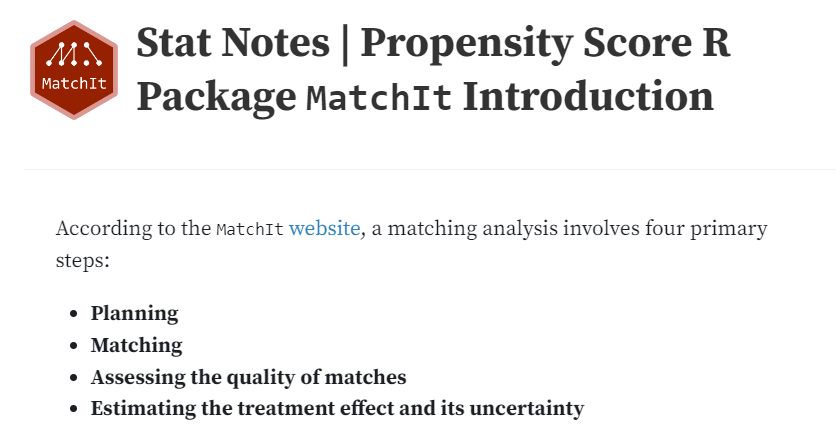 MatchIt
Stat Notes | Propensity Score R
Package MatchIt Introduction
According to the MatchIt website, a matching analysis involves four primary
steps:
• Planning
• Matching
• Assessing the quality of matches
• Estimating the treatment effect and its uncertainty